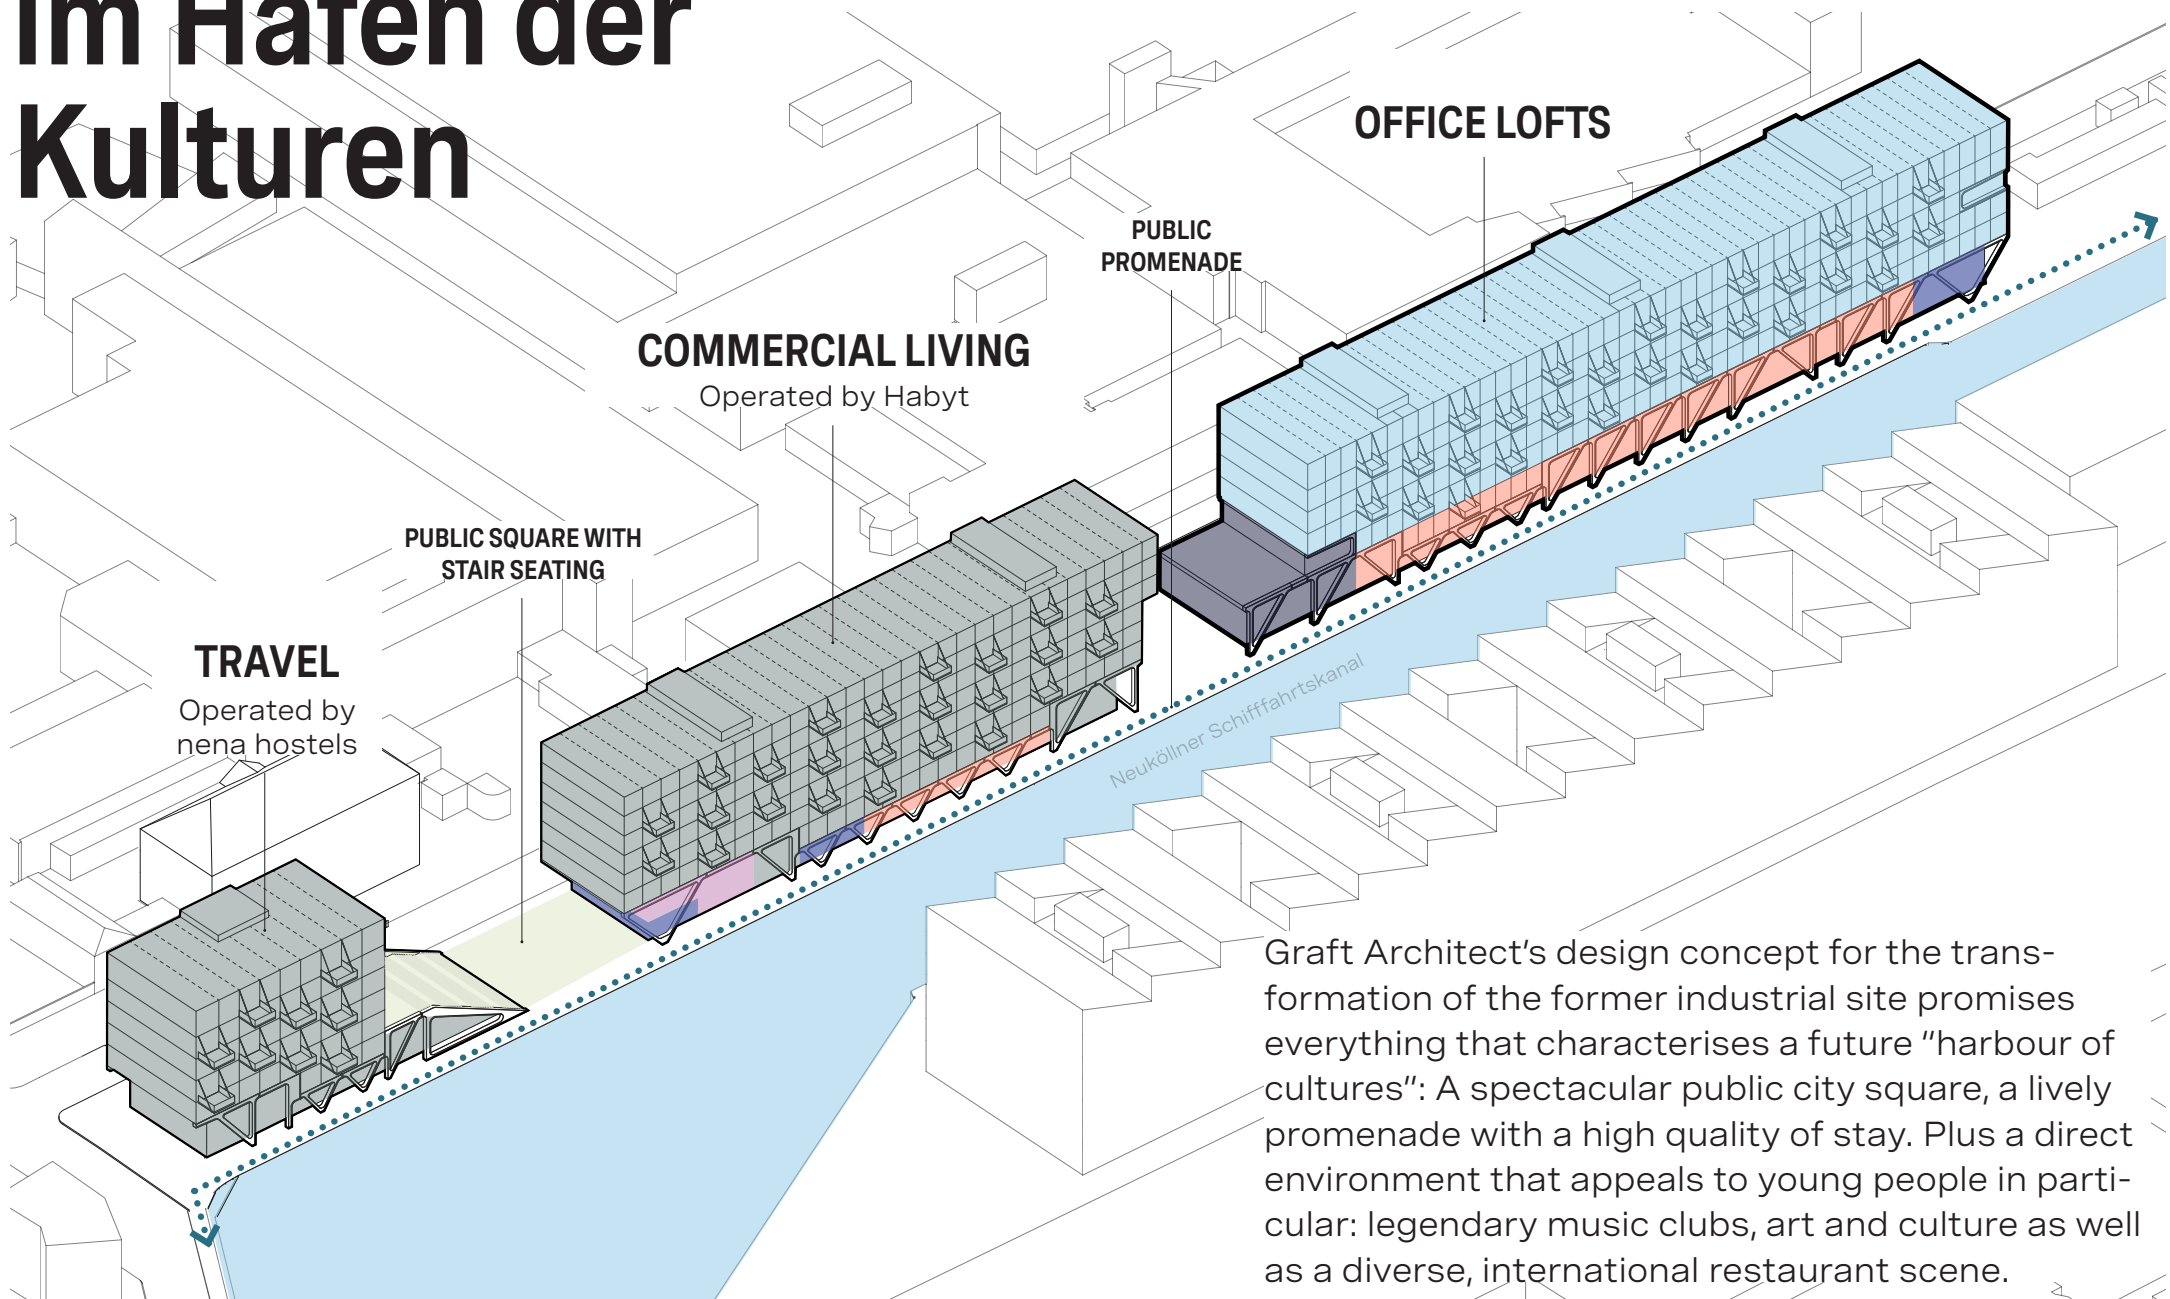 im Hafen der
Kulturen
OFFICE LOFTS
PUBLIC
PROMENADE
COMMERCIAL LIVING
Operated by Habyt
PUBLIC SQUARE WITH
STAIR SEATING
TRAVEL
Operated by
nena hostels
Neuköllner Schifffahrtskanal
Graft Architect’s design concept for the trans-
formation of the former industrial site promises
everything that characterises a future “harbour of
cultures”: A spectacular public city square, a lively
promenade with a high quality of stay. Plus a direct
environment that appeals to young people in parti-
cular: legendary music clubs, art and culture as well
as a diverse, international restaurant scene.